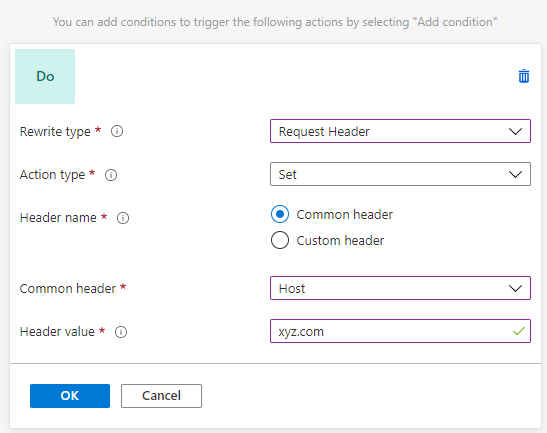 You can add conditions to trigger the following actions by selecting "Add condition"
Do
Rewrite type * Request Header
Action type * Set
Header name * Common header
Custom header
Common header * Host
Header value * xyz.com
OK Cancel